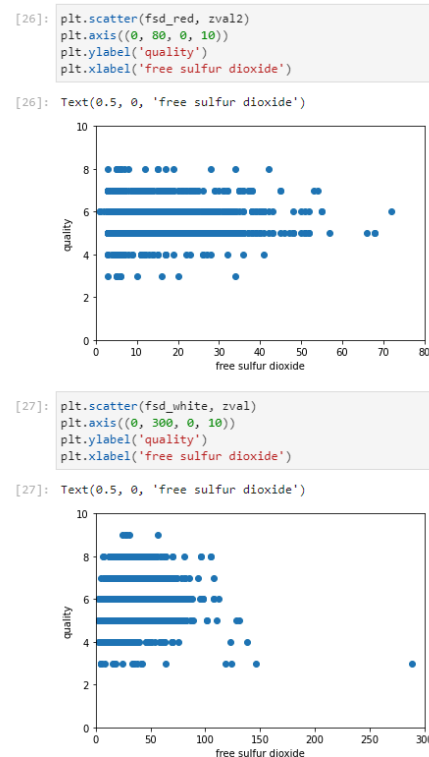 [26]: plt.scatter(fsd_red, zval2)
plt.axis((0, 80, 0, 10))
plt.ylabel('quality')
plt.xlabel('free sulfur dioxide')
[26]: Text(0.5, 0, 'free sulfur dioxide')
10
8
6
4
2
0
quality
0 10 20 30 40 50 60 70 80
free sulfur dioxide
[27]: plt.scatter(fsd_white, zval)
plt.axis((0, 300, 0, 10))
plt.ylabel('quality')
plt.xlabel('free sulfur dioxide')
[27]: Text(0.5, 0, 'free sulfur dioxide')
10
8
6
4
2
0
quality
0 50 100 150 200 250 300
free sulfur dioxide